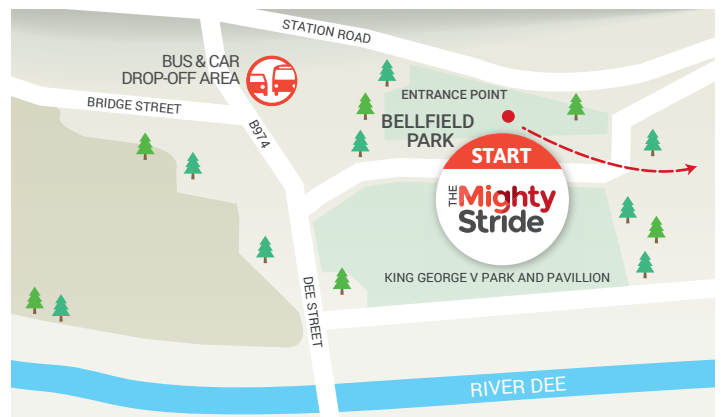 STATION ROAD
BUS & CAR
DROP-OFF AREA
BRIDGE STREET
B974
ENTRANCE POINT
BELLFIELD
PARK
START
THE
Mighty
Stride
KING GEORGE V PARK AND PAVILLION
DEE STREET
RIVER DEE